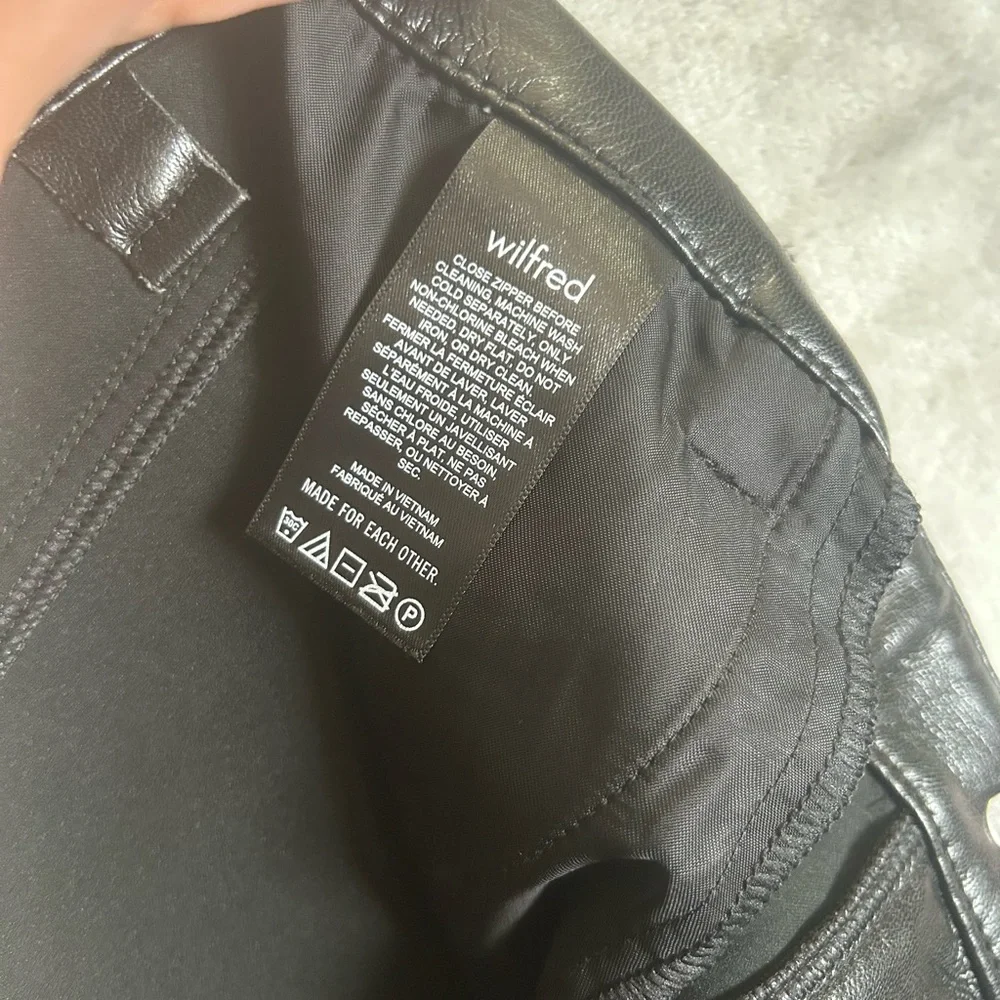 wilfred
CLOSE ZIPPER BEFORE
CLEANING, MACHINE WASH
COLD SEPARATELY, ONLY
NON-CHLORINE BLEACH WHEN
NEEDED, DRY FLAT, DO NOT
IRON, OR DRY CLEAN.
FERMER LA FERMETURE ÉCLAIR
AVANT DE LAVER, LAVER
SÉPARÉMENT À LA MACHINE À
L'EAU FROIDE, UTILISER
SEULEMENT UN JAVELLISANT
SANS CHLORE AU BESOIN,
SÉCHER À PLAT, NE PAS
REPASSER, OU NETTOYER À
SEC.
MADE IN VIETNAM
FABRIQUÉ AU VIETNAM
MADE FOR EACH OTHER.
30C P